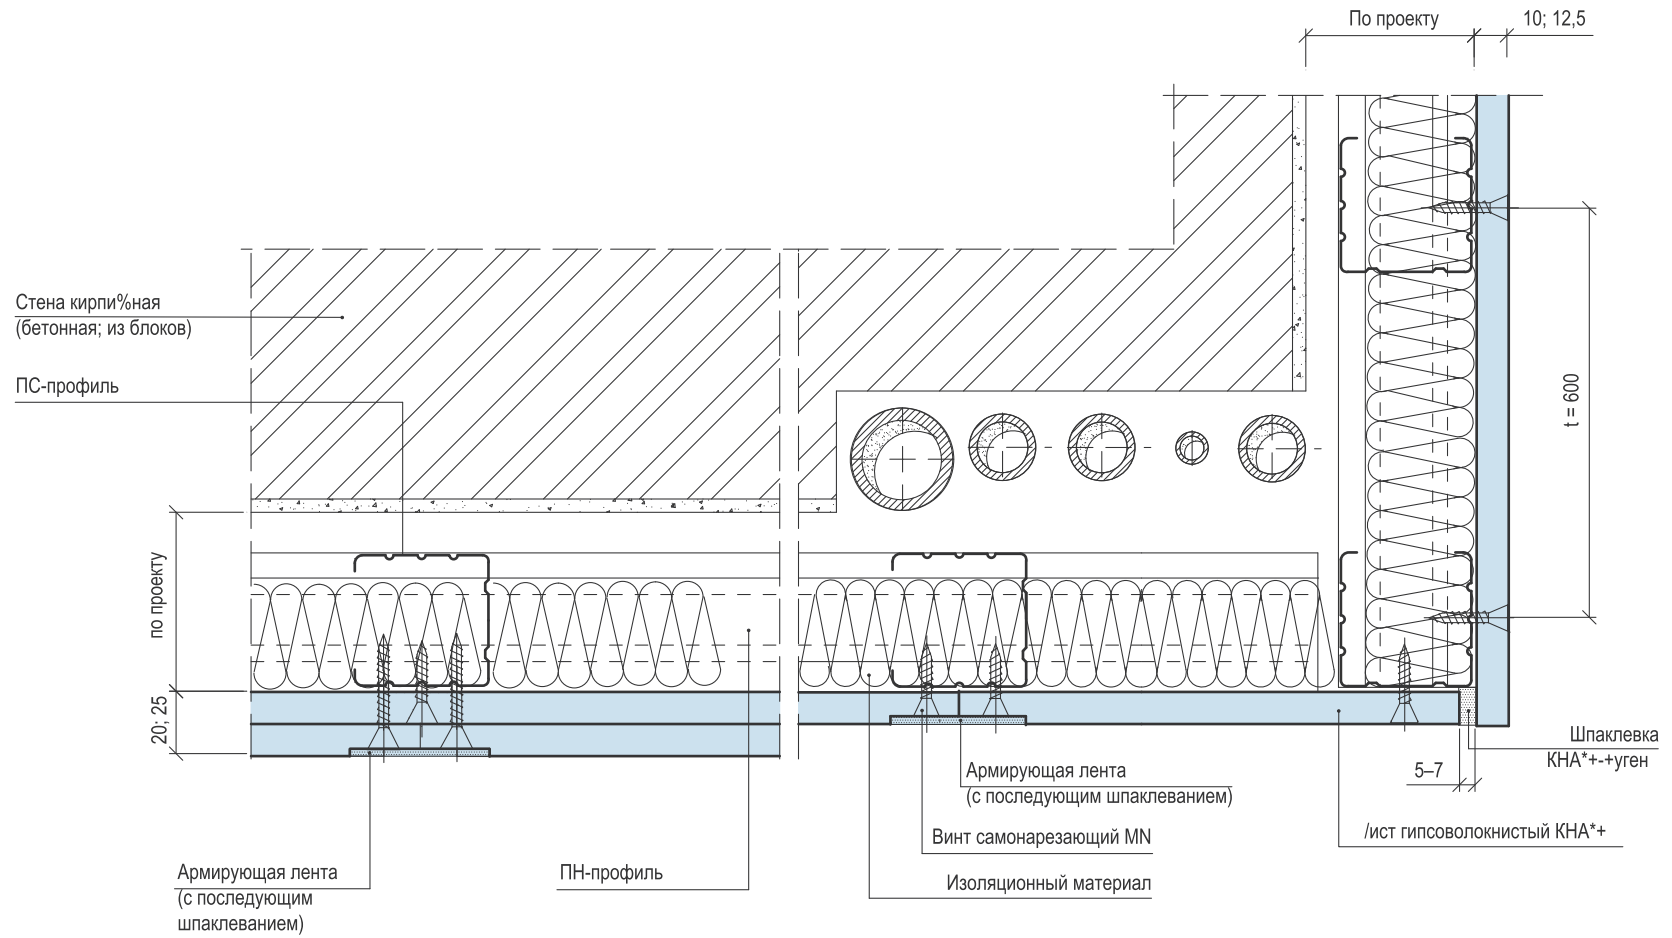 По проекту
10; 12,5
Стена кирпи%ная
(бетонная; из блоков)
ПС-профиль
t = 600
по проекту
20; 25
Шпаклевка
КНА*+-+уген
5–7
Армирующая лента
(с последующим шпаклеванием)
/ист гипсоволокнистый КНА*+
Винт самонарезающий MN
Изоляционный материал
ПН-профиль
Армирующая лента
(с последующим
шпаклеванием)